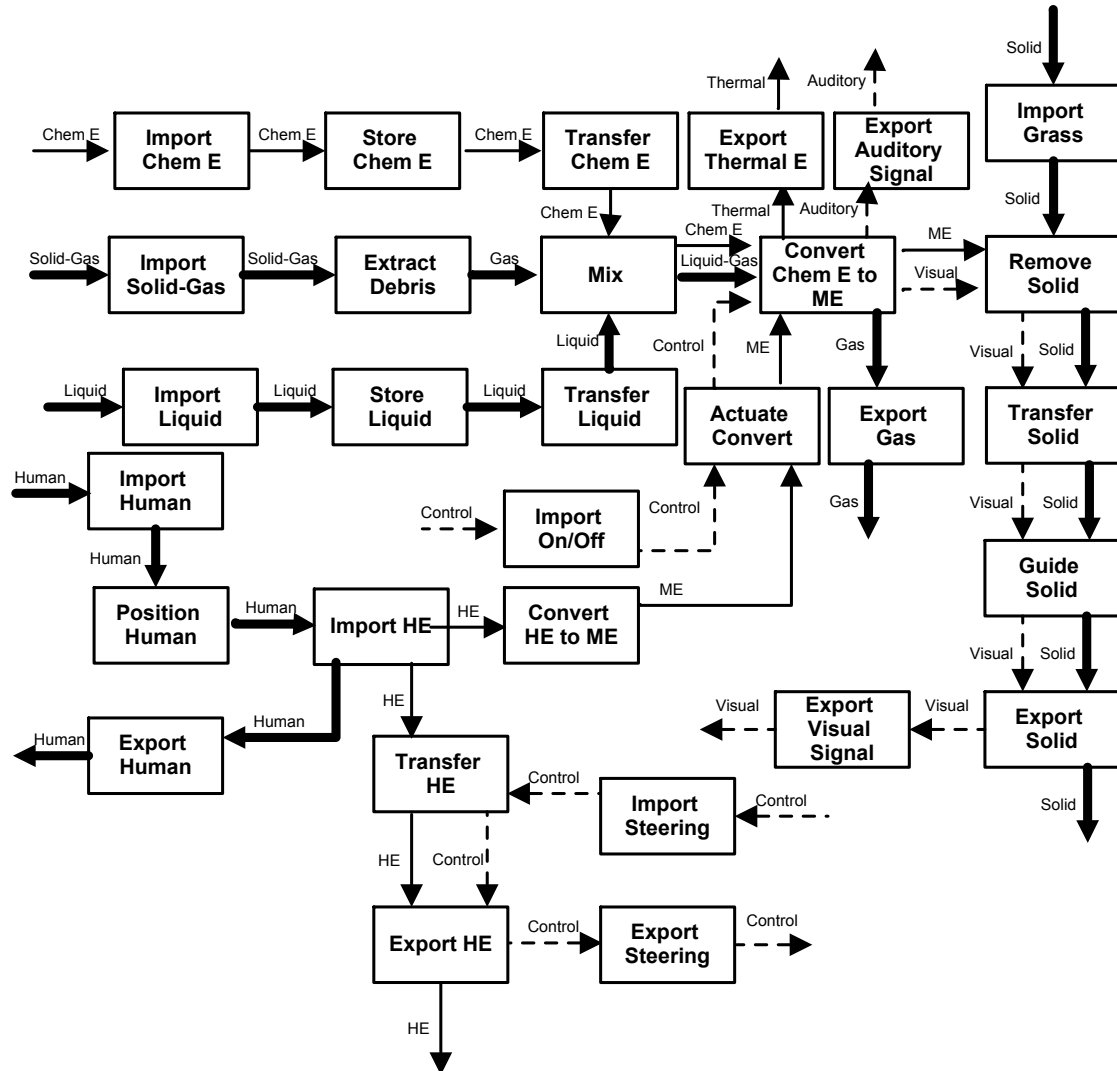 Solid
Thermal
Auditory
Import
Grass
Chem E
Import
Chem E
Chem E
Store
Chem E
Chem E
Transfer
Chem E
Export
Thermal E
Export
Auditory
Signal
Solid
Chem E
Thermal
Auditory
Solid-Gas
Import
Solid-Gas
Solid-Gas
Extract
Debris
Gas
Mix
Chem E
Liquid-Gas
Convert
Chem E to
ME
ME
Visual
Remove
Solid
Liquid
Control
ME
Gas
Visual
Solid
Liquid
Import
Liquid
Liquid
Store
Liquid
Liquid
Transfer
Liquid
Actuate
Convert
Export
Gas
Transfer
Solid
Human
Import
Human
Control
Import
On/Off
Control
Gas
Visual
Solid
Human
Guide
Solid
Position
Human
Human
Import HE
HE
Convert
HE to ME
ME
Visual
Solid
Human
Export
Human
Human
HE
Visual
Export
Visual
Signal
Visual
Export
Solid
Transfer
HE
Control
Import
Steering
Control
Solid
HE
Control
Export HE
Control
Export
Steering
Control
HE